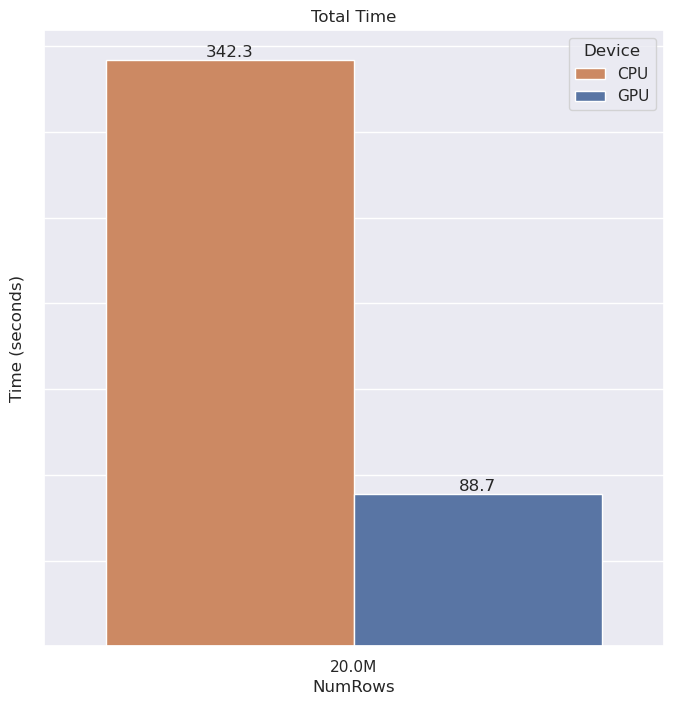 Total Time
342.3
Device
CPU
GPU
88.7
Time (seconds)
20.0M
NumRows